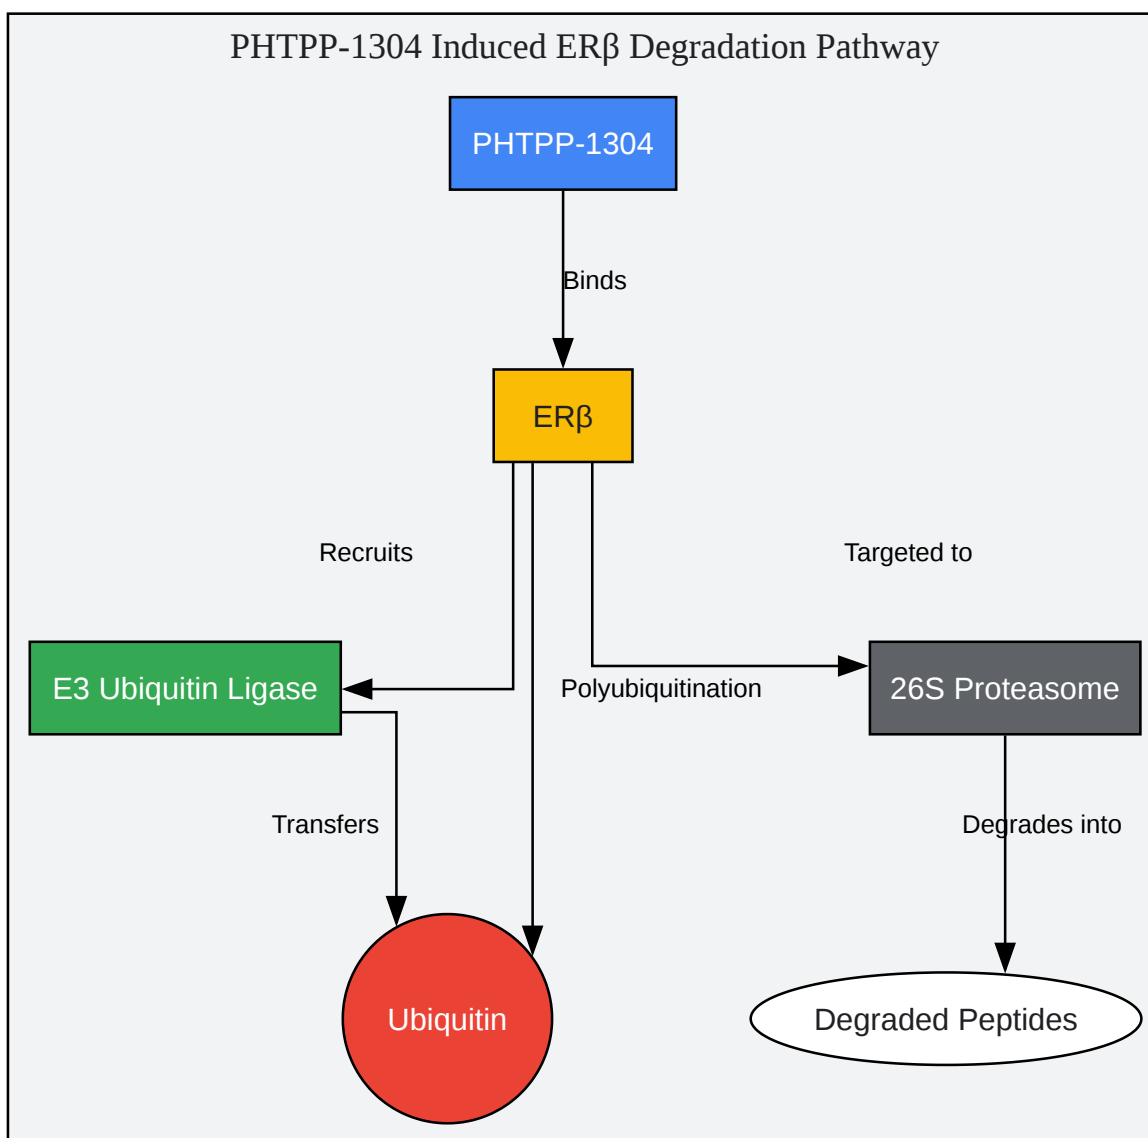 PHTPP-1304 Induced ERβ Degradation Pathway
PHTPP-1304
Binds
ERβ
Recruits
Targeted to
E3 Ubiquitin Ligase
Polyubiquitination
26S Proteasome
Transfers
Degrades into
Ubiquitin
Degraded Peptides